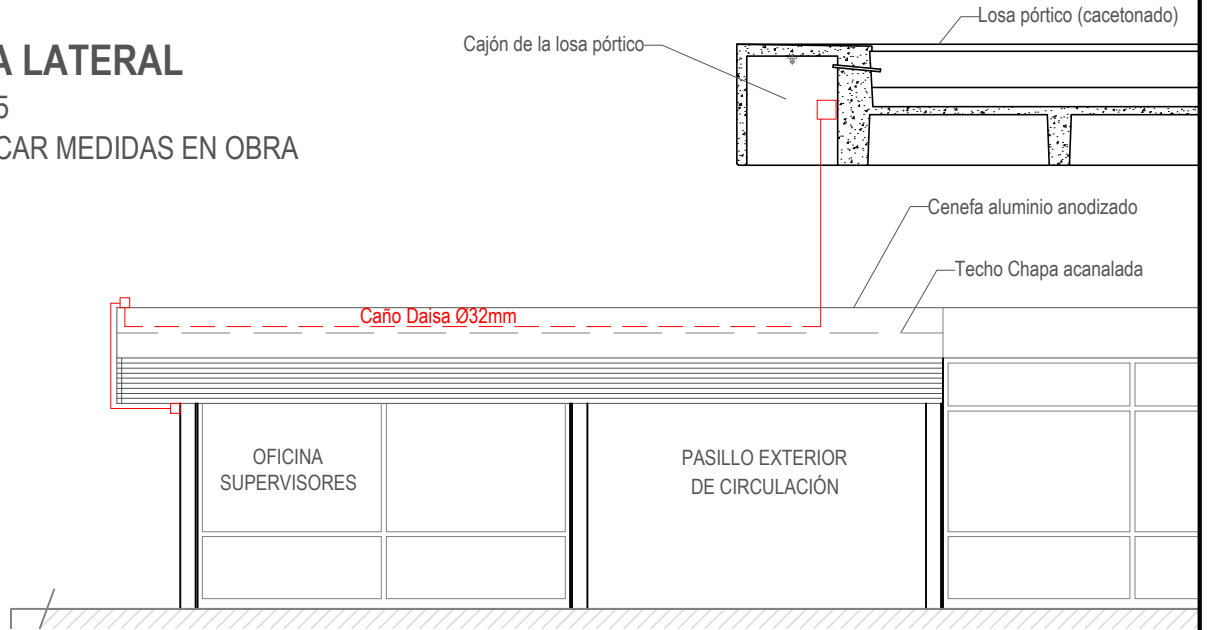 Losa pórtico (cacetonado)
Cajón de la losa pórtico
A LATERAL
5
CAR MEDIDAS EN OBRA
Cenefa aluminio anodizado
Techo Chapa acanalada
Caño Daisa Ø32mm
OFICINA
SUPERVISORES
PASILLO EXTERIOR
DE CIRCULACIÓN